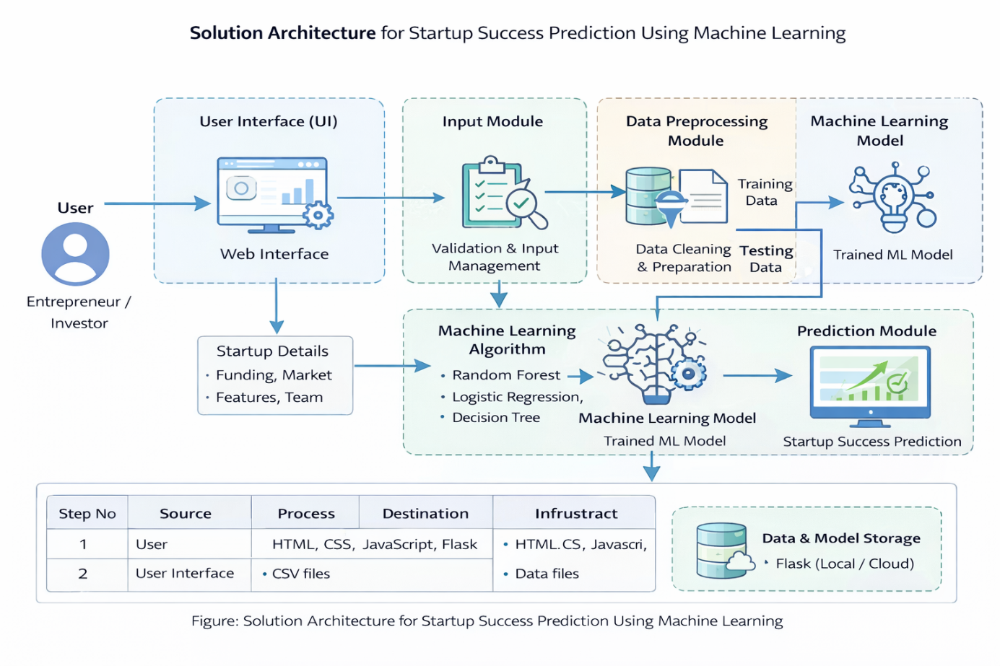 Solution Architecture for Startup Success Prediction Using Machine Learning
User
Entrepreneur /
Investor
User Interface (UI)
Web Interface
Input Module
Validation & Input
Management
Data Preprocessing
Module
Training
Data
Data Cleaning
& Preparation
Testing
Data
Machine Learning
Model
Trained ML Model
Startup Details
· Funding, Market
· Features, Team
Machine Learning
Algorithm
• Random Forest
• Logistic Regression,
• Decision Tree
Machine Learning Model
Trained ML Model
Prediction Module
Startup Success Prediction
Step No Source Process Destination Infrustract
1 User HTML, CSS, JavaScript, Flask • HTML.CS, Javascri,
2 User Interface • CSV files • Data files
Data & Model Storage
• Flask (Local / Cloud)
Figure: Solution Architecture for Startup Success Prediction Using Machine Learning